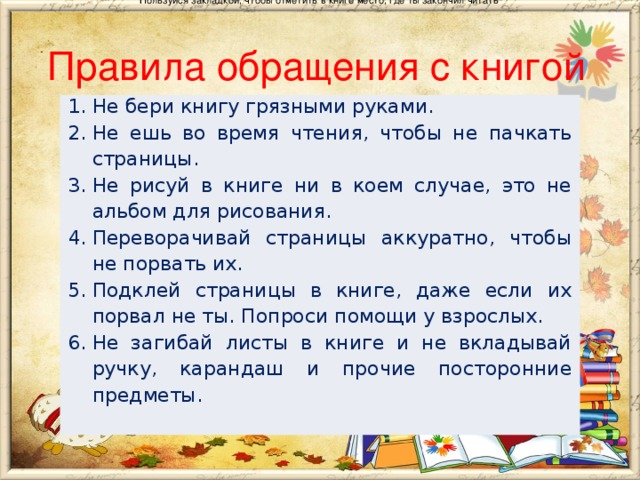 Пользуйся закладкой, чтобы отметить в книге место, где ты закончил читать
Правила обращения с книгой
1. Не бери книгу грязными руками.
2. Не ешь во время чтения, чтобы не пачкать
страницы.
3. Не рисуй в книге ни в коем случае, это не
альбом для рисования.
4. Переворачивай страницы аккуратно, чтобы
не порвать их.
5. Подклей страницы в книге, даже если их
порвал не ты. Попроси помощи у взрослых.
6. Не загибай листы в книге и не вкладывай
ручку, карандаш и прочие посторонние
предметы.